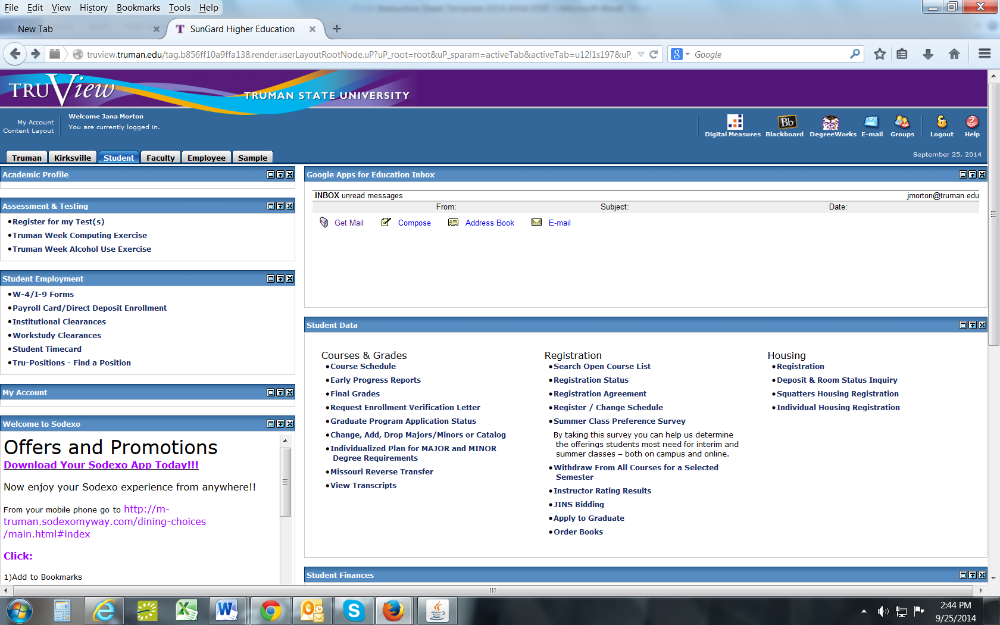 File Edit View History Bookmarks Tools Help
New Tab
SunGard Higher Education
truview.truman.edu/tag.b856ff10a9ffa138.render.userLayoutRootNode.uP?uP_root=root&uP_sparam=activeTab&activeTab=u12l1s197&uP_
Google
TRUView
TRUMAN STATE UNIVERSITY
My Account
Content Layout
Welcome Jana Morton
You are currently logged in.
Digital Measures
Bb
Blackboard
DegreeWorks
E-mail
Groups
Logout
Help
Truman
Kirksville
Student
Faculty
Employee
Sample
September 25, 2014
Academic Profile
Assessment & Testing
•Register for my Test(s)
•Truman Week Computing Exercise
•Truman Week Alcohol Use Exercise
Student Employment
•W-4/I-9 Forms
•Payroll Card/Direct Deposit Enrollment
•Institutional Clearances
•Workstudy Clearances
•Student Timecard
•Tru-Positions - Find a Position
My Account
Welcome to Sodexo
Offers and Promotions
Download Your Sodexo App Today!!!
Now enjoy your Sodexo experience from anywhere!!
From your mobile phone go to http://m-
truman.sodexomyway.com/dining-choices
/main.html#index
Click:
1)Add to Bookmarks
Google Apps for Education Inbox
INBOX unread messages
jmorton@truman.edu
From:
Subject:
Date:
Get Mail
Compose
Address Book
E-mail
Student Data
Courses & Grades
•Course Schedule
•Early Progress Reports
•Final Grades
•Request Enrollment Verification Letter
•Graduate Program Application Status
•Change, Add, Drop Majors/Minors or Catalog
•Individualized Plan for MAJOR and MINOR
Degree Requirements
•Missouri Reverse Transfer
•View Transcripts
Registration
•Search Open Course List
•Registration Status
•Registration Agreement
•Register / Change Schedule
•Summer Class Preference Survey
By taking this survey you can help us determine
the offerings students most need for interim and
summer classes – both on campus and online.
•Withdraw From All Courses for a Selected
Semester
•Instructor Rating Results
•JINS Bidding
•Apply to Graduate
•Order Books
Housing
•Registration
•Deposit & Room Status Inquiry
•Squatters Housing Registration
•Individual Housing Registration
Student Finances
2:44 PM
9/25/2014